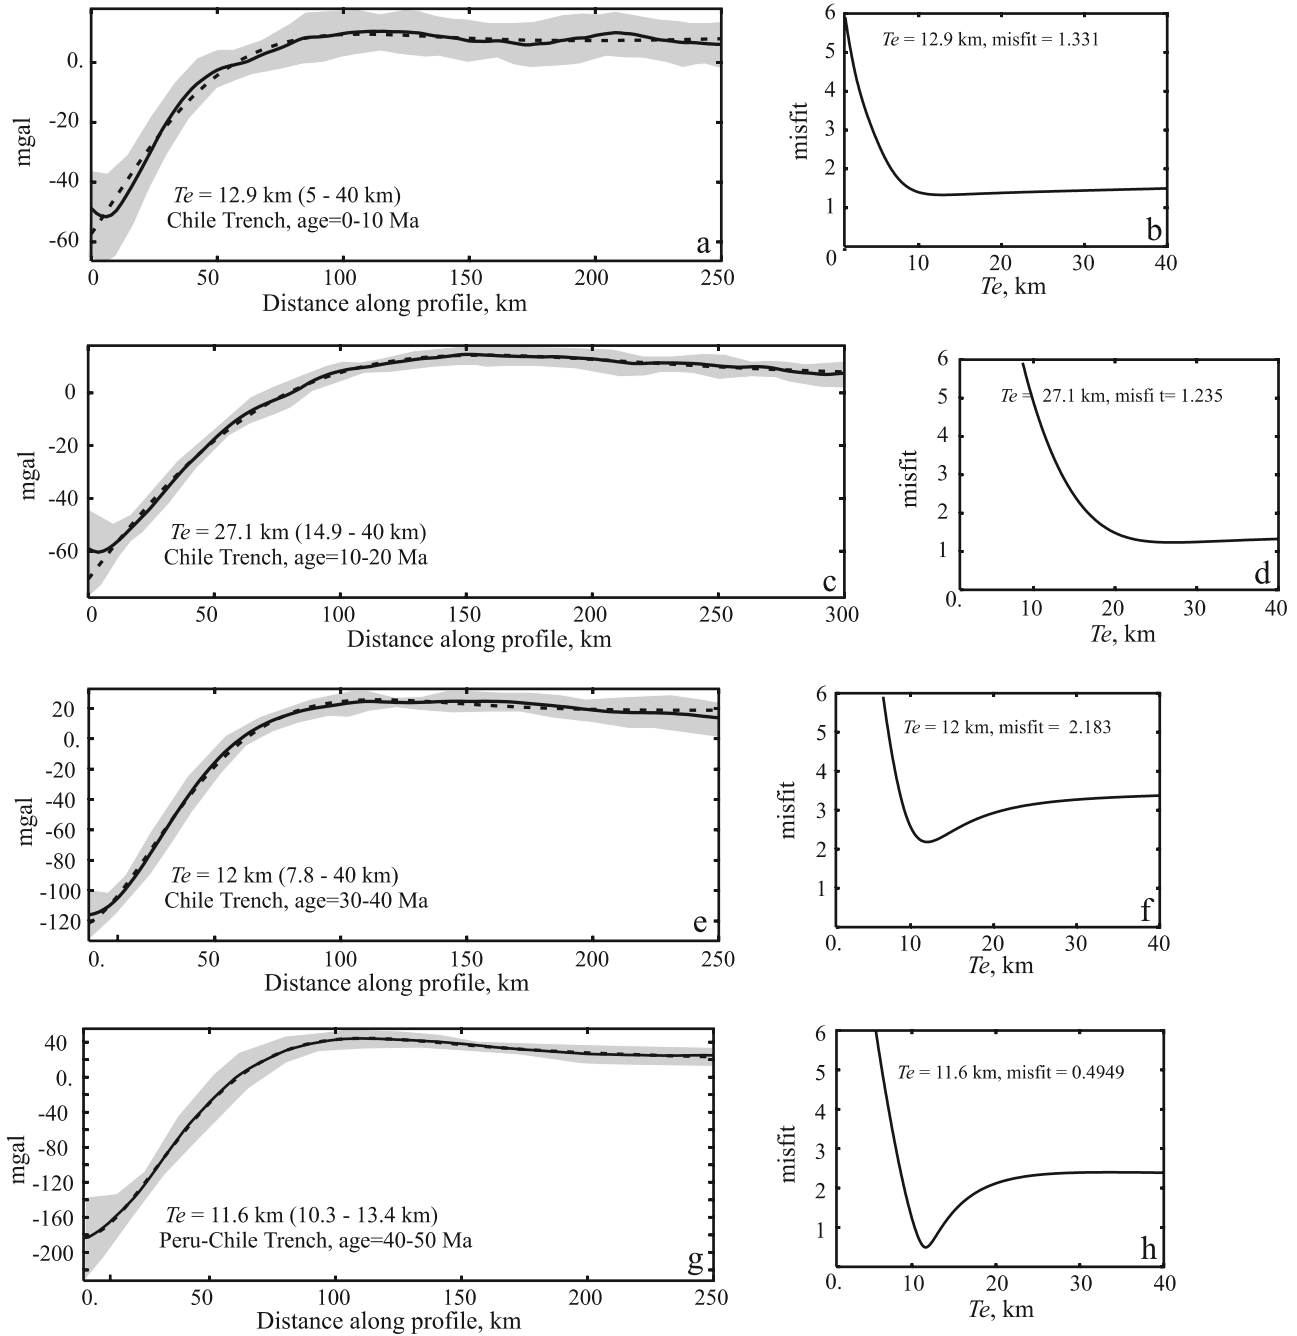 0.
-20
-40
-60
mgal
Te = 12.9 km (5 - 40 km)
Chile Trench, age=0-10 Ma
a
0 50 100 150 200 250
Distance along profile, km
6
5
4
3
2
1
0
misfit
Te = 12.9 km, misfit = 1.331
b
10 20 30 40
Te, km
0
-20
-40
-60
mgal
Te = 27.1 km (14.9 - 40 km)
Chile Trench, age=10-20 Ma
c
0 50 100 150 200 250 300
Distance along profile, km
6
5
4
3
2
1
misfit
Te = 27.1 km, misfi t= 1.235
d
0. 10 20 30 40
Te, km
20
0.
-20
-40
-60
-80
-100
-120
mgal
Te = 12 km (7.8 - 40 km)
Chile Trench, age=30-40 Ma
e
0. 50 100 150 200 250
Distance along profile, km
6
5
4
3
2
1
misfit
Te = 12 km, misfit = 2.183
f
0. 10 20 30 40
Te, km
40
0.
-40
-80
-120
-160
-200
mgal
Te = 11.6 km (10.3 - 13.4 km)
Peru-Chile Trench, age=40-50 Ma
g
0. 50 100 150 200 250
Distance along profile, km
6
5
4
3
2
1
misfit
Te = 11.6 km, misfit = 0.4949
h
0. 10 20 30 40
Te, km